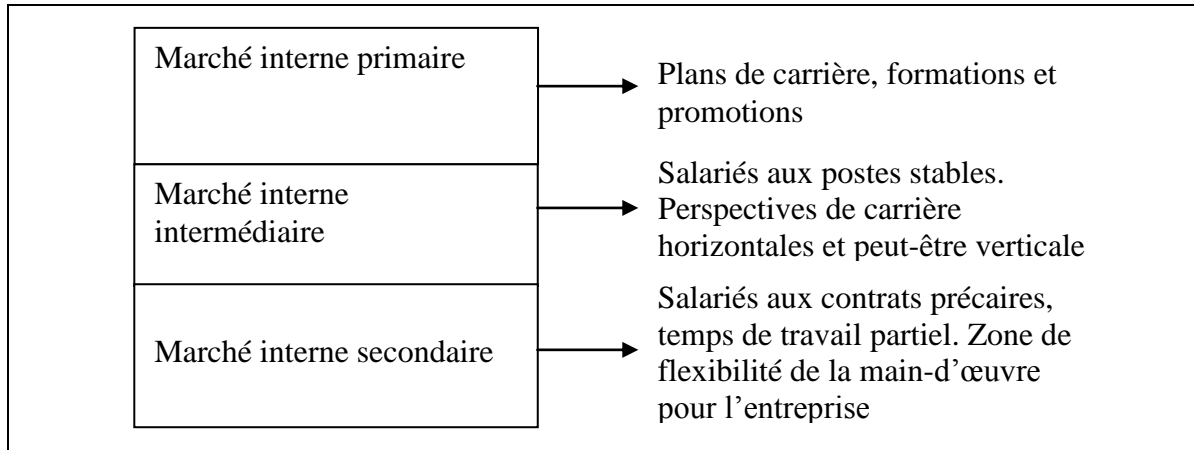 Marché interne primaire
Plans de carrière, formations et
promotions
Marché interne
intermédiaire
Salariés aux postes stables.
Perspectives de carrière
horizontales et peut-être verticale
Marché interne secondaire
Salariés aux contrats précaires,
temps de travail partiel. Zone de
flexibilité de la main-d’œuvre
pour l’entreprise